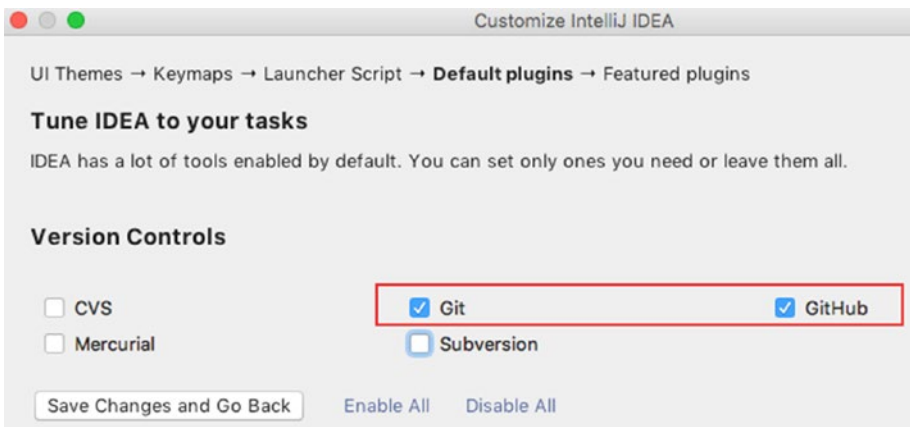 Customize IntelliJ IDEA
UI Themes → Keymaps → Launcher Script → Default plugins → Featured plugins
Tune IDEA to your tasks
IDEA has a lot of tools enabled by default. You can set only ones you need or leave them all.
Version Controls
CVS Git GitHub
Mercurial Subversion
Save Changes and Go Back Enable All Disable All